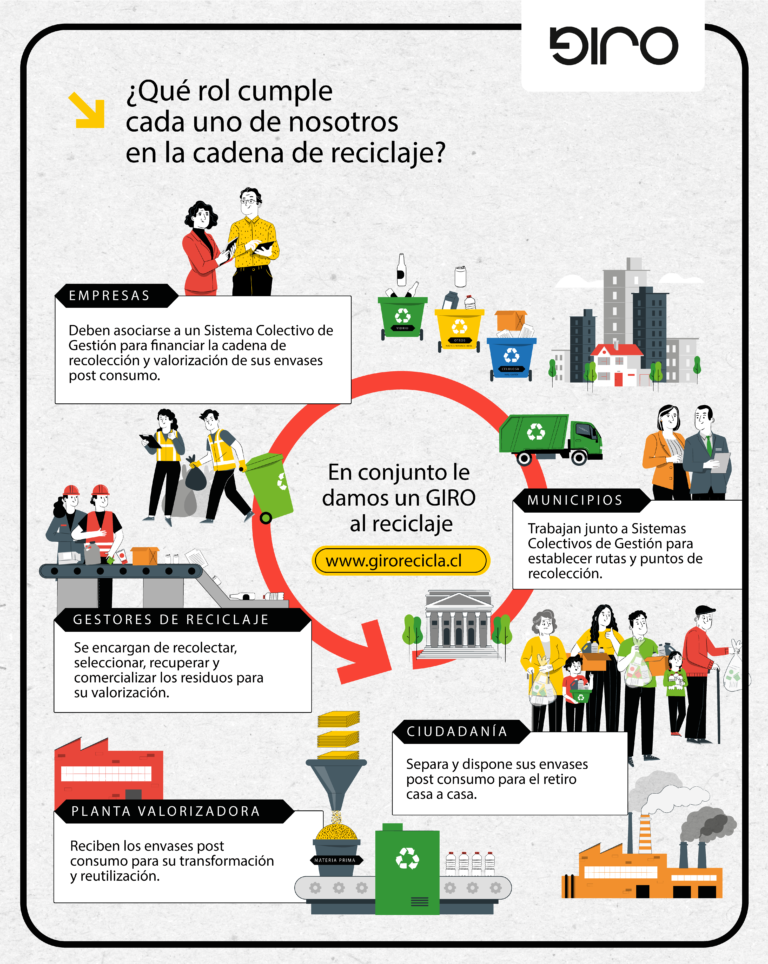 GIRO
¿Qué rol cumple
cada uno de nosotros
en la cadena de reciclaje?
EMPRESAS
Deben asociarse a un Sistema Colectivo de
Gestión para financiar la cadena de
recolección y valorización de sus envases
post consumo.
VIDRIO
OTROS
En conjunto le
damos un GIRO
al reciclaje
www.girorecicla.cl
MUNICIPIOS
Trabajan junto a Sistemas
Colectivos de Gestión para
establecer rutas y puntos de
recolección.
GESTORES DE RECICLAJE
Se encargan de recolectar,
seleccionar, recuperar y
comercializar los residuos para
su valorización.
CIUDADANÍA
Separa y dispone sus envases
post consumo para el retiro
casa a casa.
PLANTA VALORIZADORA
Reciben los envases post
consumo para su transformación
y reutilización.
MATERIA PRIMA